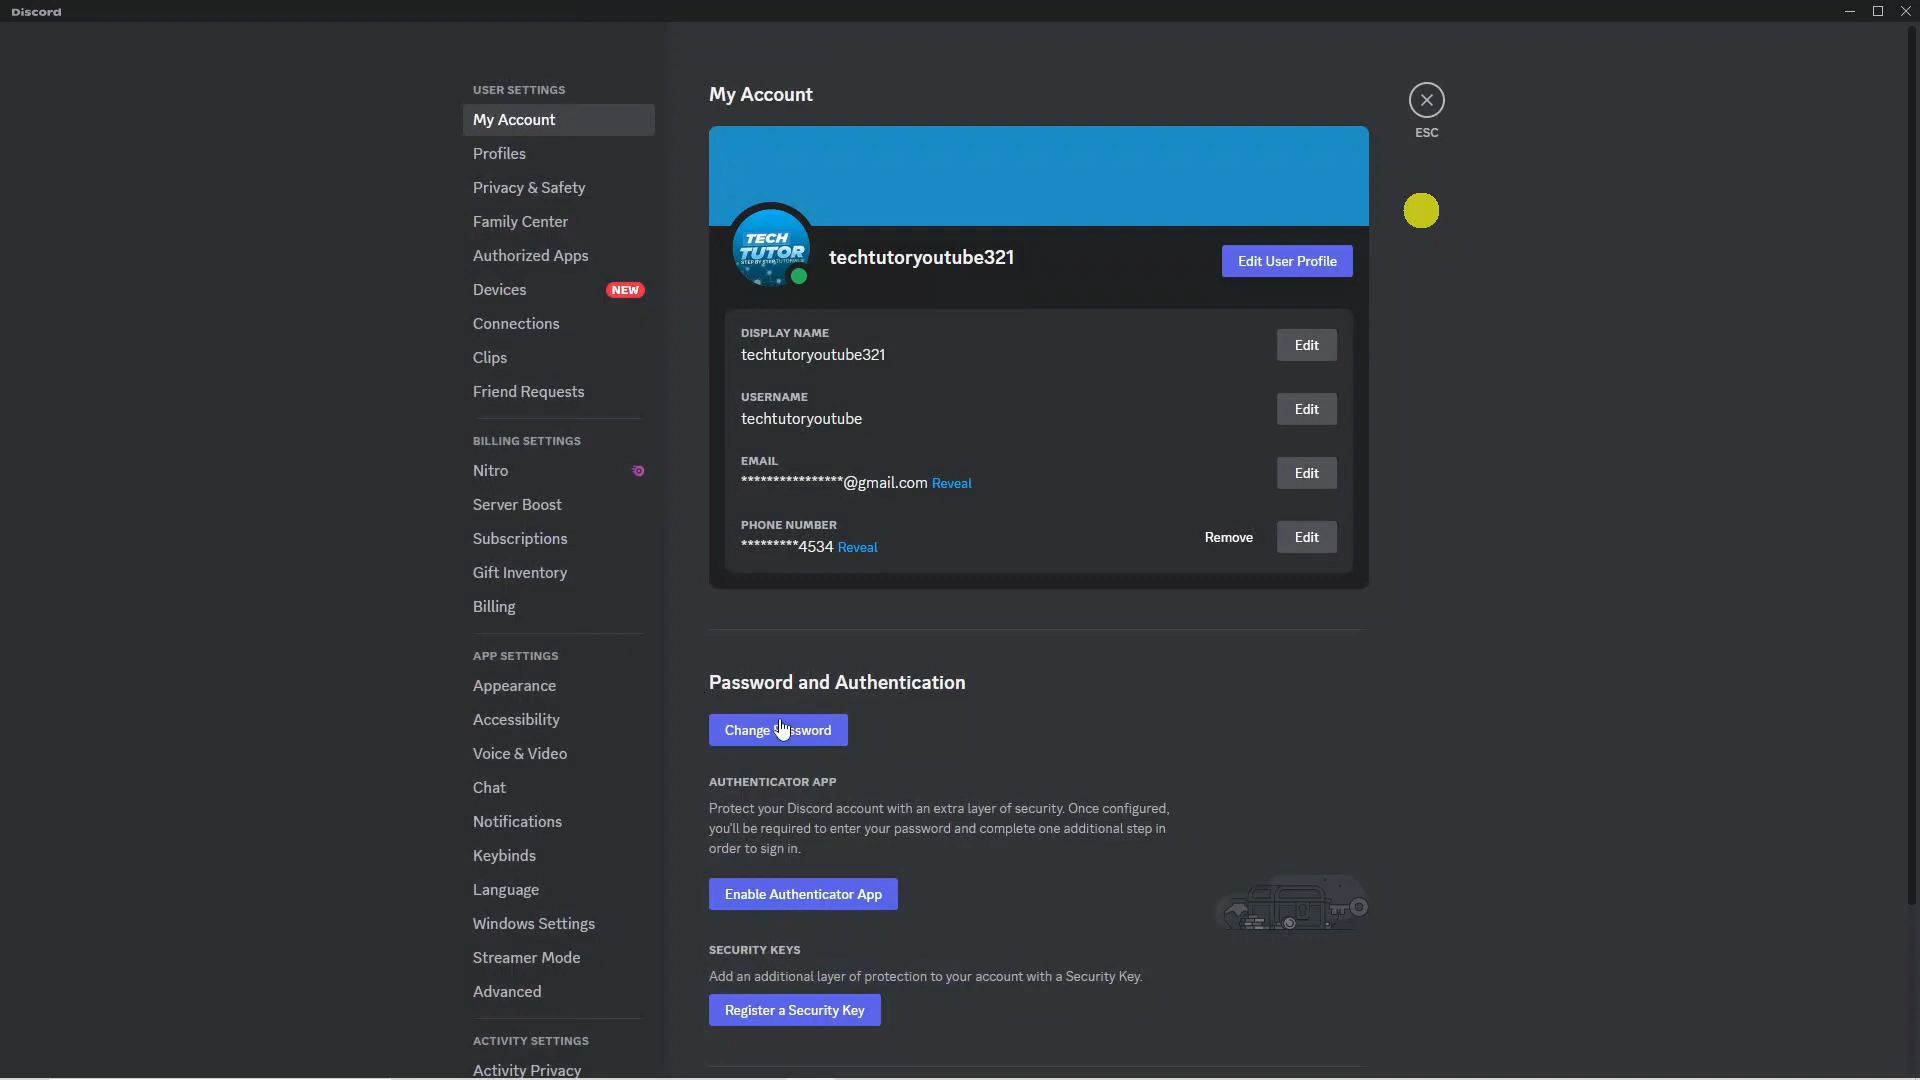 Discord
USER SETTINGS
My Account
Profiles
Privacy & Safety
Family Center
Authorized Apps
Devices NEW
Connections
Clips
Friend Requests
BILLING SETTINGS
Nitro
Server Boost
Subscriptions
Gift Inventory
Billing
APP SETTINGS
Appearance
Accessibility
Voice & Video
Chat
Notifications
Keybinds
Language
Windows Settings
Streamer Mode
Advanced
ACTIVITY SETTINGS
Activity Privacy
My Account
ESC
TECH
TUTOR
STEP BY STEP TUTORIALS
techtutoryoutube321
Edit User Profile
DISPLAY NAME
techtutoryoutube321
Edit
USERNAME
techtutoryoutube
Edit
EMAIL
****************@gmail.com Reveal
Edit
PHONE NUMBER
*********4534 Reveal
Remove
Edit
Password and Authentication
Change ssword
AUTHENTICATOR APP
Protect your Discord account with an extra layer of security. Once configured,
you'll be required to enter your password and complete one additional step in
order to sign in.
Enable Authenticator App
SECURITY KEYS
Add an additional layer of protection to your account with a Security Key.
Register a Security Key